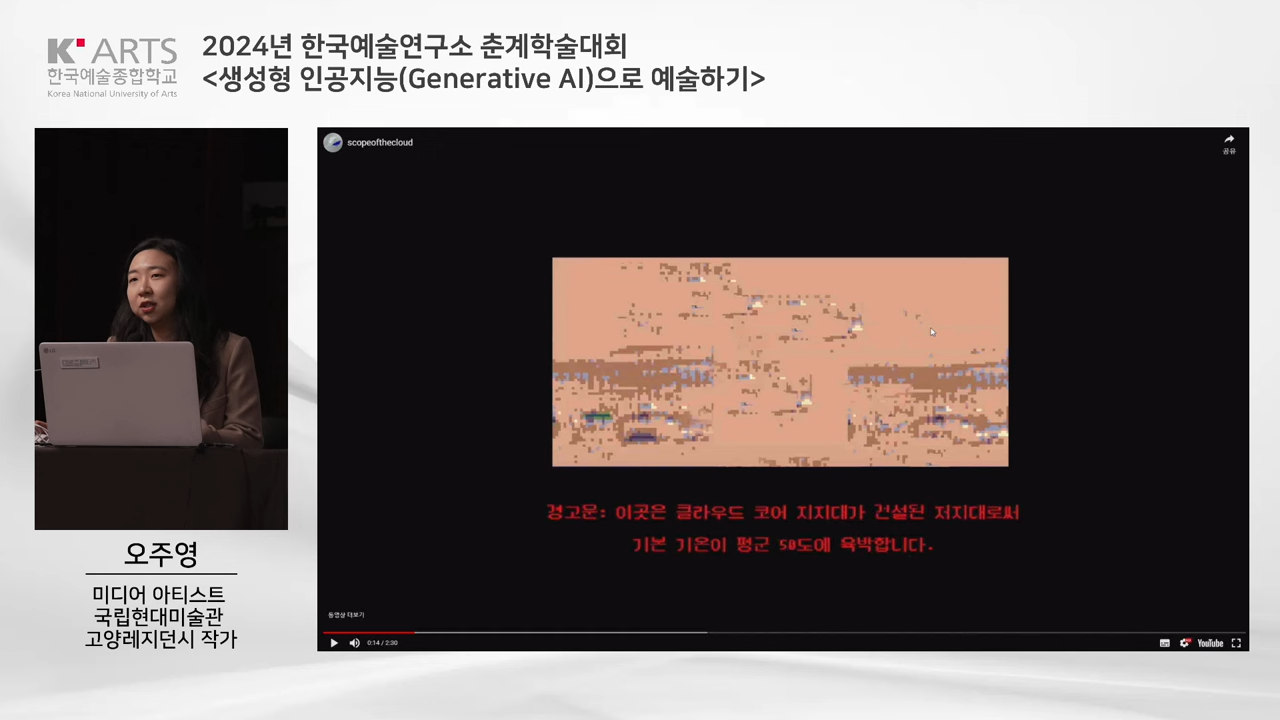 K ARTS
한국예술종합학교
Korea National University of Arts
2024년 한국예술연구소 춘계학술대회
<생성형 인공지능(Generative AI)으로 예술하기>
scopeofthecloud
공유
경고문: 이곳은 클라우드 코어 지지대가 건설된 저지대로써
기본 기온이 평균 50도에 육박합니다.
동영상 더보기
0:14 / 2:30
YouTube
LG
오주영
미디어 아티스트
국립현대미술관
고양레지던시 작가